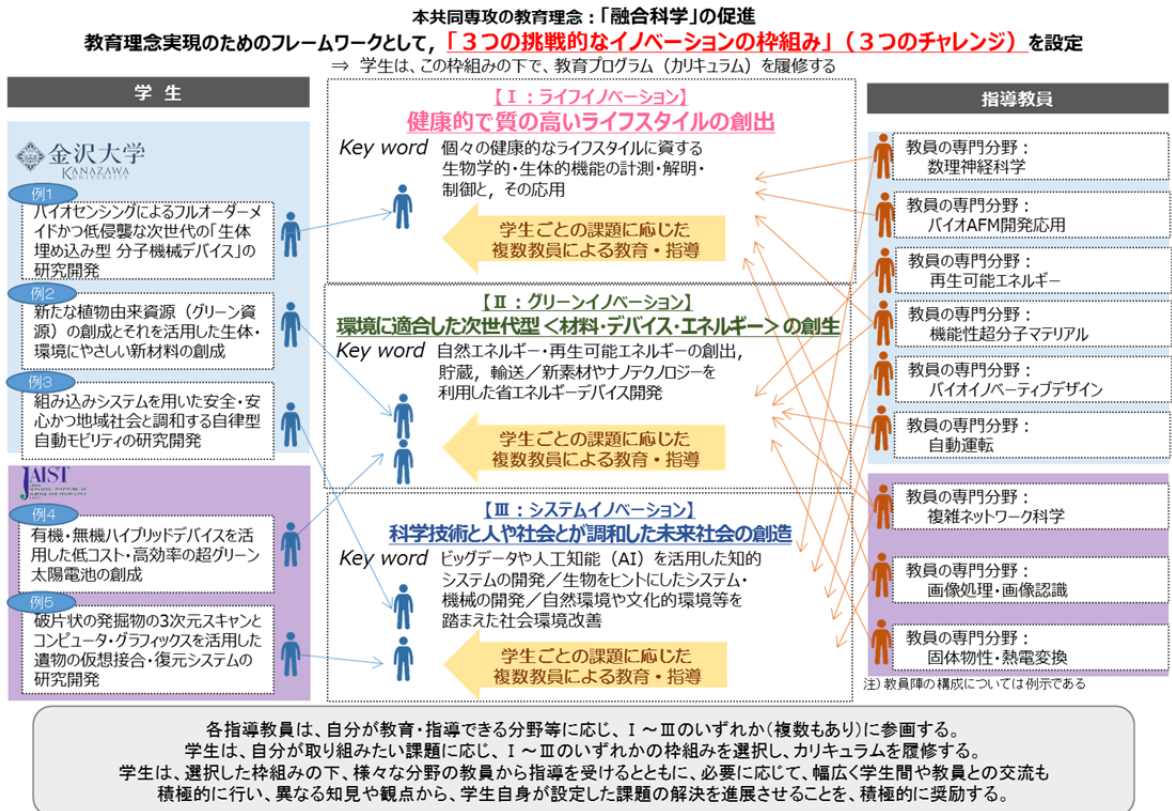 本共同専攻の教育理念：「融合科学」の促進
教育理念実現のためのフレームワークとして，「３つの挑戦的なイノベーションの枠組み」（３つのチャレンジ）を設定
⇒ 学生は、この枠組みの下で、教育プログラム（カリキュラム）を履修する
学 生
金沢大学
KANAZAWA
UNIVERSITY
例1
バイオセンシングによるフルオーダーメ
イドかつ低侵襲な次世代の「生体
埋め込み型 分子機械デバイス」の
研究開発
例2
新たな植物由来資源（グリーン資
源）の創成とそれを活用した生体・
環境にやさしい新材料の創成
例3
組み込みシステムを用いた安全・安
心かつ地域社会と調和する自律型
自動モビリティの研究開発
JAIST
例4
有機・無機ハイブリッドデバイスを活
用した低コスト・高効率の超グリーン
太陽電池の創成
例5
破片状の発掘物の3次元スキャンと
コンピュータ・グラフィックスを活用した
遺物の仮想接合・復元システムの
研究開発
【Ⅰ：ライフイノベーション】
健康的で質の高いライフスタイルの創出
Key word 個々の健康的なライフスタイルに資する
生物学的・生体的機能の計測・解明・
制御と，その応用
学生ごとの課題に応じた
複数教員による教育・指導
【Ⅱ：グリーンイノベーション】
環境に適合した次世代型＜材料・デバイス・エネルギー＞の創生
Key word 自然エネルギー・再生可能エネルギーの創出，
貯蔵，輸送／新素材やナノテクノロジーを
利用した省エネルギーデバイス開発
学生ごとの課題に応じた
複数教員による教育・指導
【Ⅲ：システムイノベーション】
科学技術と人や社会とが調和した未来社会の創造
Key word ビッグデータや人工知能（AI）を活用した知的
システムの開発／生物をヒントにしたシステム・
機械の開発／自然環境や文化的環境等を
踏まえた社会環境改善
学生ごとの課題に応じた
複数教員による教育・指導
指導教員
教員の専門分野：
数理神経科学
教員の専門分野：
バイオAFM開発応用
教員の専門分野：
再生可能エネルギー
教員の専門分野：
機能性超分子マテリアル
教員の専門分野：
バイオイノベーティブデザイン
教員の専門分野：
自動運転
教員の専門分野：
複雑ネットワーク科学
教員の専門分野：
画像処理・画像認識
教員の専門分野：
固体物性・熱電変換
注）教員陣の構成については例示である
各指導教員は、自分が教育・指導できる分野等に応じ、Ⅰ～Ⅲのいずれか（複数もあり）に参画する。
学生は、自分が取り組みたい課題に応じ、Ⅰ～Ⅲのいずれかの枠組みを選択し、カリキュラムを履修する。
学生は、選択した枠組みの下、様々な分野の教員から指導を受けるとともに、必要に応じて、幅広く学生間や教員との交流も
積極的に行い、異なる知見や観点から、学生自身が設定した課題の解決を進展させることを、積極的に奨励する。